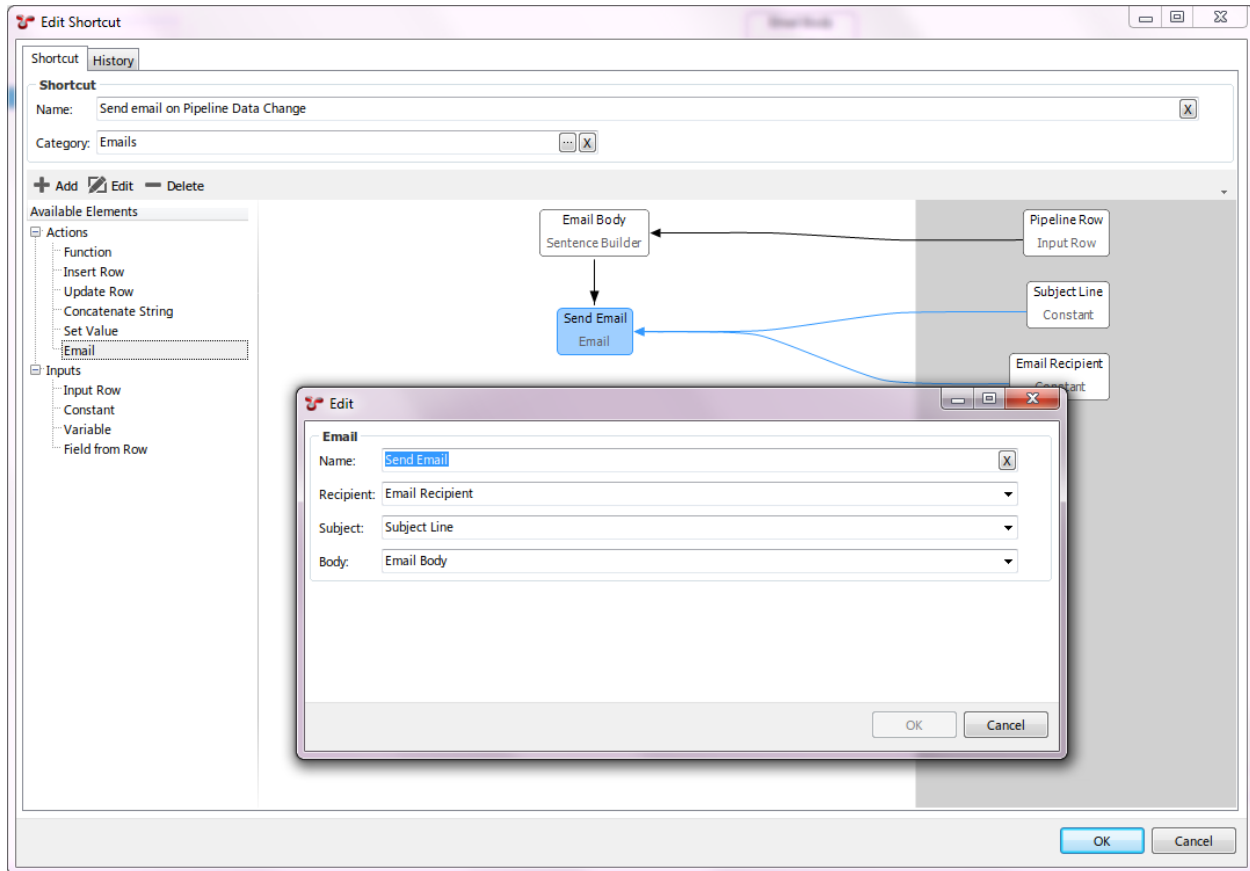 Edit Shortcut
Shortcut History
Shortcut
Name: Send email on Pipeline Data Change X
Category: Emails ... X
Add Edit Delete
Available Elements
Actions
Function
Insert Row
Update Row
Concatenate String
Set Value
Email
Inputs
Input Row
Constant
Variable
Field from Row
Email Body
Sentence Builder
Send Email
Email
Pipeline Row
Input Row
Subject Line
Constant
Email Recipient
Constant
Edit
Email
Name: Send Email X
Recipient: Email Recipient
Subject: Subject Line
Body: Email Body
OK Cancel
OK Cancel